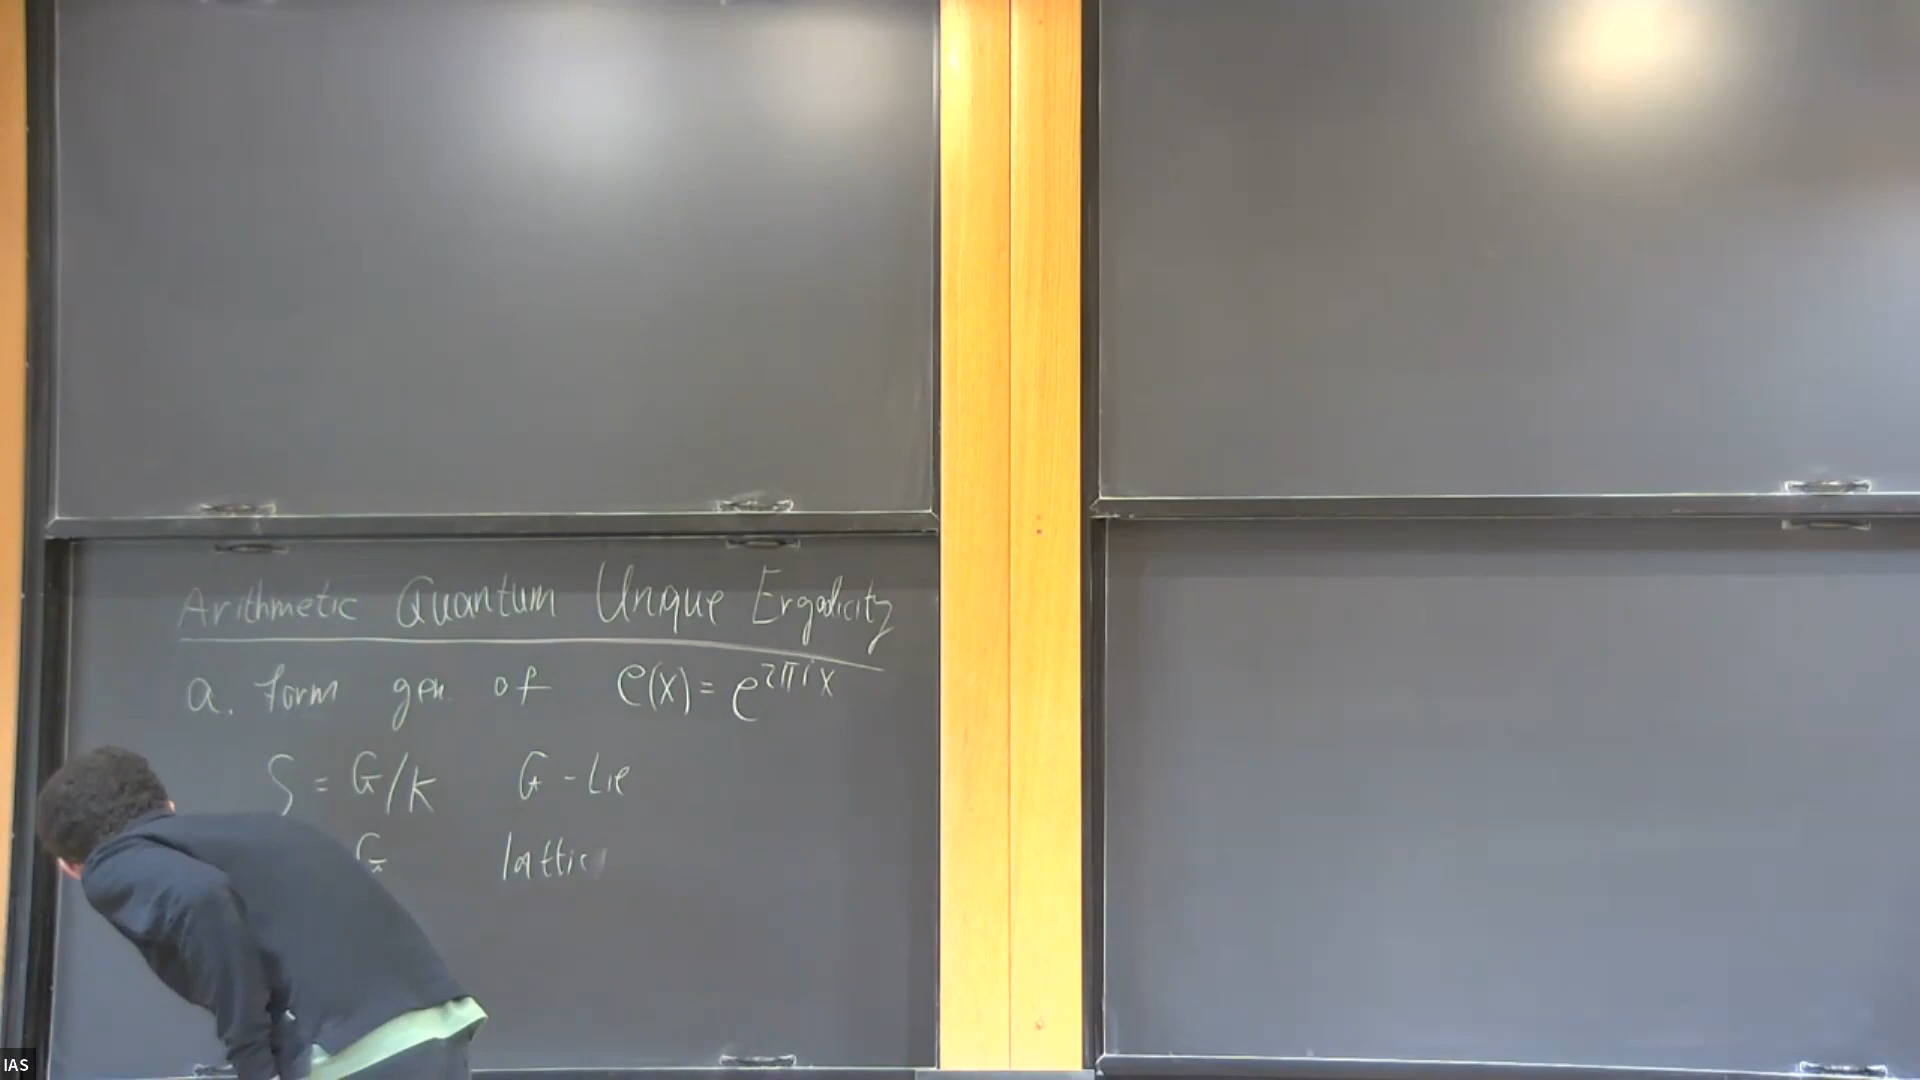 Arithmetic Quantum Unique Ergodicity
a. form gen. of e(x) = e^{2πix}
S = G/K G - Lie
G lattic
IAS